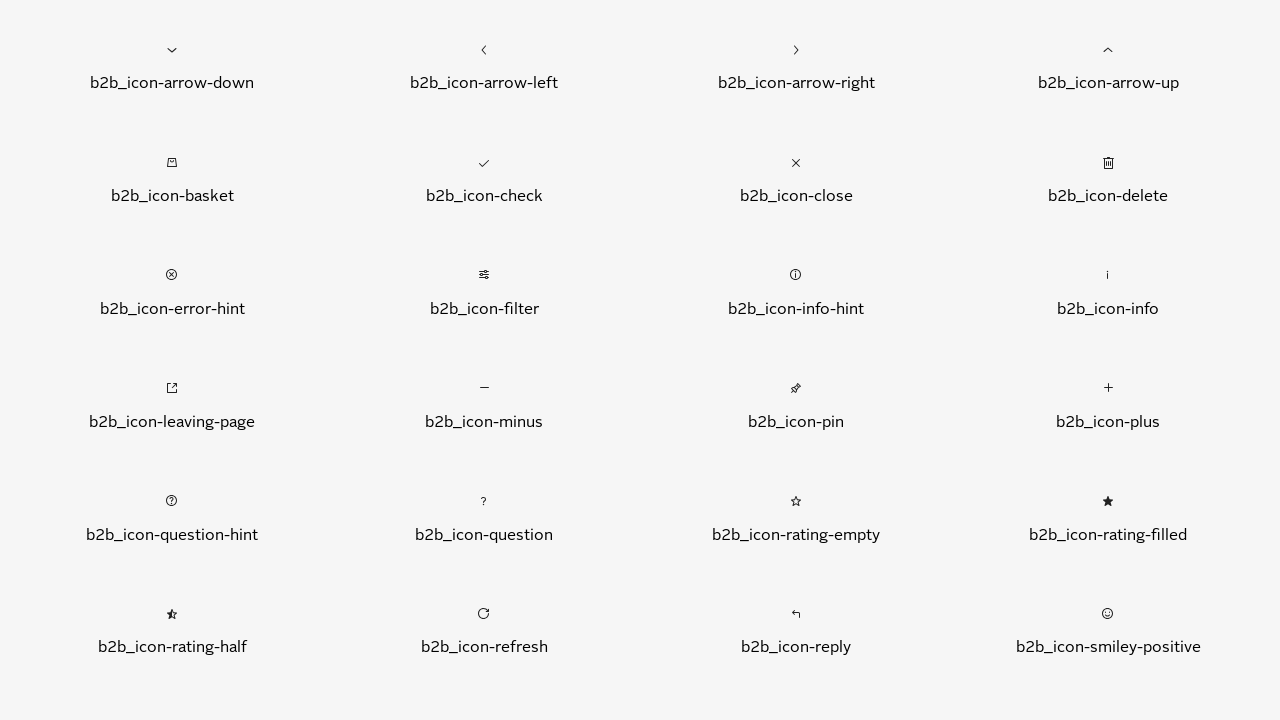 b2b_icon-arrow-down
b2b_icon-arrow-left
b2b_icon-arrow-right
b2b_icon-arrow-up
b2b_icon-basket
b2b_icon-check
b2b_icon-close
b2b_icon-delete
b2b_icon-error-hint
b2b_icon-filter
b2b_icon-info-hint
b2b_icon-info
b2b_icon-leaving-page
b2b_icon-minus
b2b_icon-pin
b2b_icon-plus
b2b_icon-question-hint
b2b_icon-question
b2b_icon-rating-empty
b2b_icon-rating-filled
b2b_icon-rating-half
b2b_icon-refresh
b2b_icon-reply
b2b_icon-smiley-positive